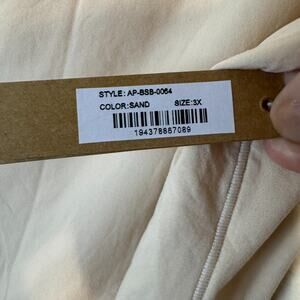 STYLE: AP-BSB-0064
COLOR:SAND SIZE:3X
194378867089